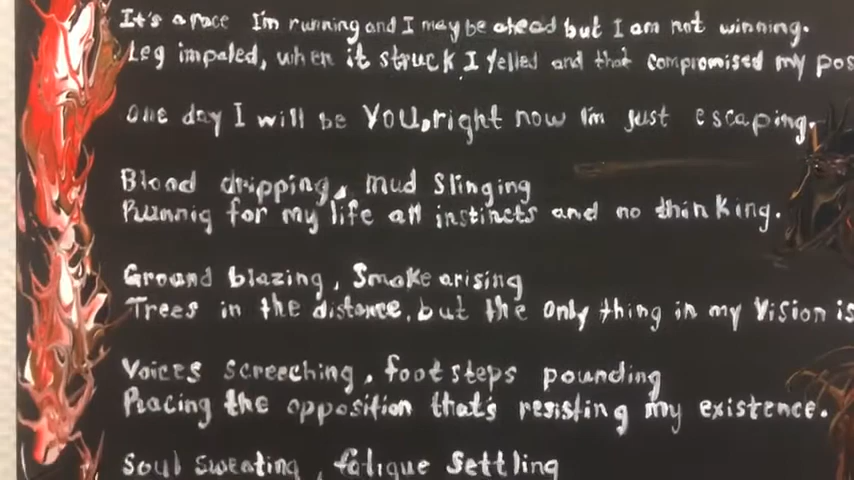 It's a race I'm running and I may be ahead but I am not winning.
Leg impaled, when it struck I yelled and that compromised my pos
One day I will be YOU, right now I'm just escaping.
Blood dripping, mud slinging
Runnig for my life all instincts and no thinking.
Ground blazing, Smoke arising
Trees in the distance, but the only thing in my vision is
Voices screeching, footsteps pounding
Racing the opposition that's resisting my existence.
Soul sweating, fatigue settling